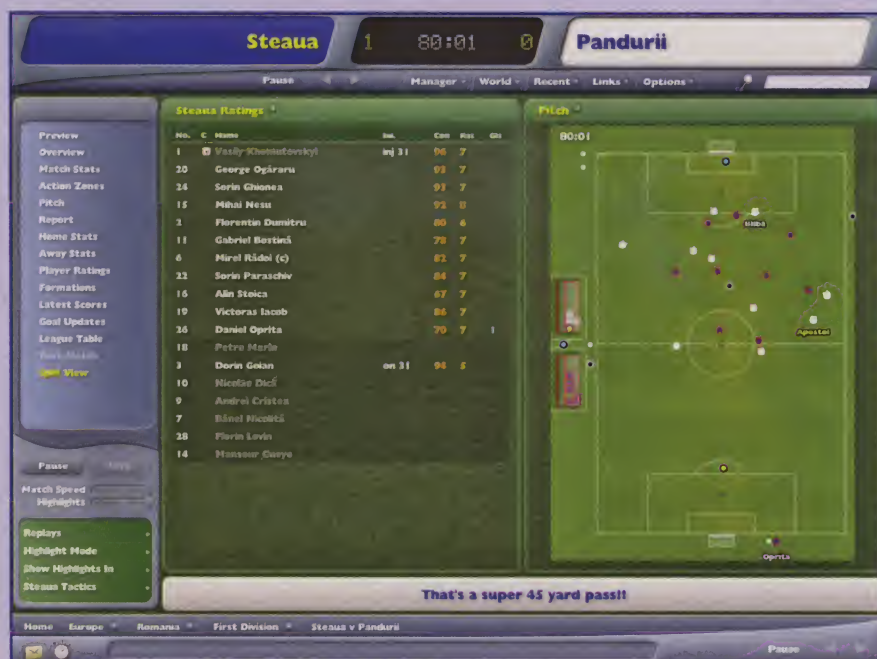 Steaua 1 80:01 0 Pandurii
Pause Manager World Recent Links Options
Preview
Overview
Match Stats
Action Zones
Pitch
Report
Home Stats
Away Stats
Player Ratings
Formations
Latest Scores
Goal Updates
League Table
View
Pause
Match Speed
Highlights
Replays
Highlight Mode
Show Highlights In
Steaua Tactics
Steaua Ratings
No. C Name Inf. Con Rat Gls
1 Vasily Khomutovskyi inj 31 96 7
20 George Ogăraru 93 7
24 Sorin Ghionea 93 7
15 Mihai Nesu 92 8
2 Florentin Dumitru 80 6
11 Gabriel Bostină 78 7
6 Mirel Rădoi (c) 82 7
22 Sorin Paraschiv 84 7
16 Alin Stoica 67 7
19 Victoras Iacob 86 7
26 Daniel Oprita 70 7 1
18 Petre Marin
3 Dorin Goian on 31 94 5
10 Nicolae Dică
9 Andrei Cristea
7 Bănel Nicolită
28 Florin Lovin
14 Mansour Gueye
Pitch
80:01
Bălbă
Apostol
Oprita
That's a super 45 yard pass!!
Home Europe Romania First Division Steaua v Pandurii
Pause